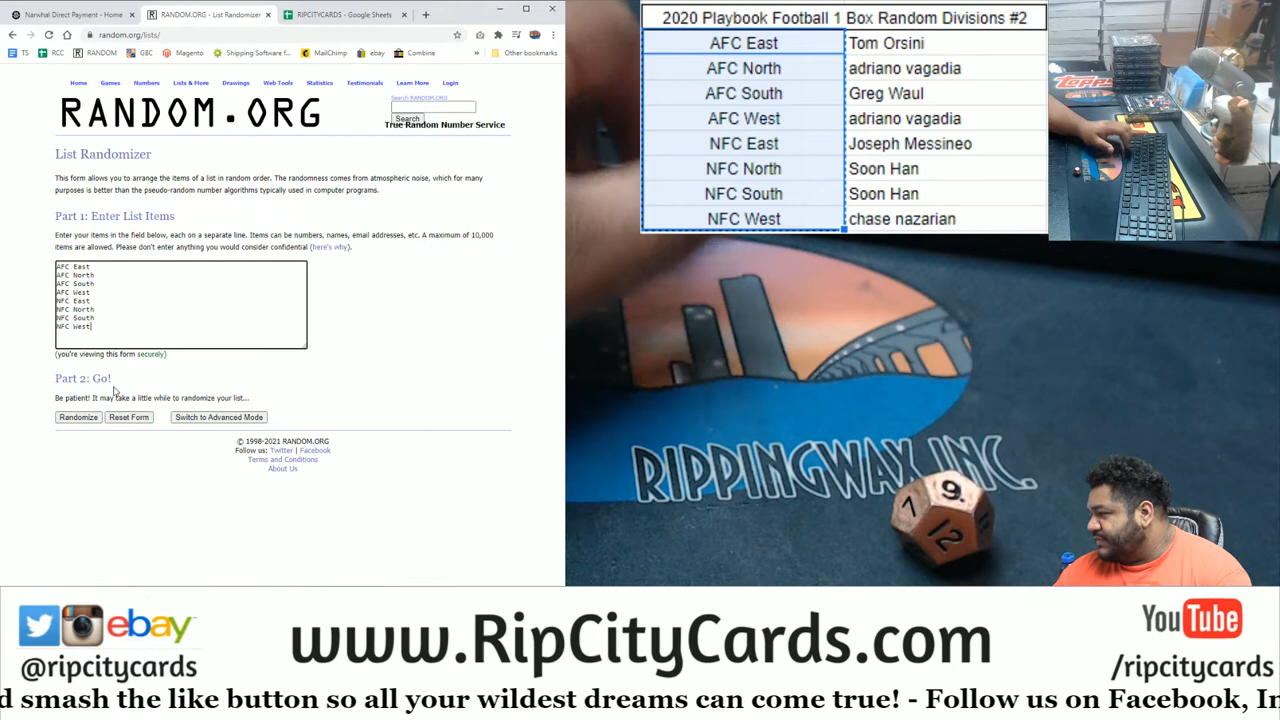 Narwhal Direct Payment - Home
RANDOM.ORG - List Randomizer
RIPCITYCARDS - Google Sheets
random.org/lists/
TS
RCC
RANDOM
GBC
Magento
Shipping Software -
MailChimp
ebay
Combine
Other bookmarks
Home
Games
Numbers
Lists & More
Drawings
Web Tools
Statistics
Testimonials
Learn More
Login
RANDOM.ORG
Search RANDOM.ORG
Search
True Random Number Service
List Randomizer
This form allows you to arrange the items of a list in random order. The randomness comes from atmospheric noise, which for many
purposes is better than the pseudo-random number algorithms typically used in computer programs.
Part 1: Enter List Items
Enter your items in the field below, each on a separate line. Items can be numbers, names, email addresses, etc. A maximum of 10,000
items are allowed. Please don't enter anything you would consider confidential (here's why).
AFC East
AFC North
AFC South
AFC West
NFC East
NFC North
NFC South
NFC West
(you're viewing this form securely)
Part 2: Go!
Be patient! It may take a little while to randomize your list...
Randomize
Reset Form
Switch to Advanced Mode
© 1998-2021 RANDOM.ORG
Follow us: Twitter | Facebook
Terms and Conditions
About Us
2020 Playbook Football 1 Box Random Divisions #2
AFC East Tom Orsini
AFC North adriano vagadia
AFC South Greg Waul
AFC West adriano vagadia
NFC East Joseph Messineo
NFC North Soon Han
NFC South Soon Han
NFC West chase nazarian
topps
RIPPINGWAX INC.
9.
7
12
11
ebay
@ripcitycards
www.RipCityCards.com
YouTube
/ripcitycards
d smash the like button so all your wildest dreams can come true! - Follow us on Facebook, In